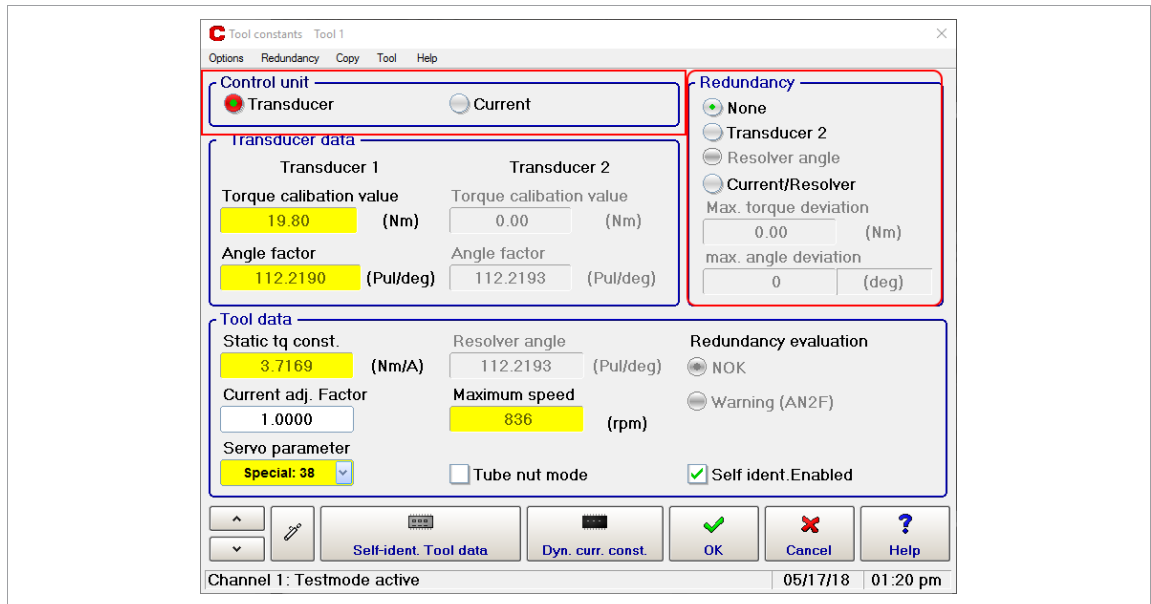 C Tool constants Tool 1
Options Redundancy Copy Tool Help
Control unit
Transducer Current
Transducer data
Transducer 1 Transducer 2
Torque calibation value Torque calibation value
19.80 (Nm) 0.00 (Nm)
Angle factor Angle factor
112.2190 (Pul/deg) 112.2193 (Pul/deg)
Redundancy
None
Transducer 2
Resolver angle
Current/Resolver
Max. torque deviation
0.00 (Nm)
max. angle deviation
0 (deg)
Tool data
Static tq const. Resolver angle Redundancy evaluation
3.7169 (Nm/A) 112.2193 (Pul/deg) NOK
Current adj. Factor Maximum speed Warning (AN2F)
1.0000 836 (rpm)
Servo parameter
Special: 38 Tube nut mode Self ident.Enabled
Self-ident. Tool data Dyn. curr. const. OK Cancel Help
Channel 1: Testmode active 05/17/18 01:20 pm